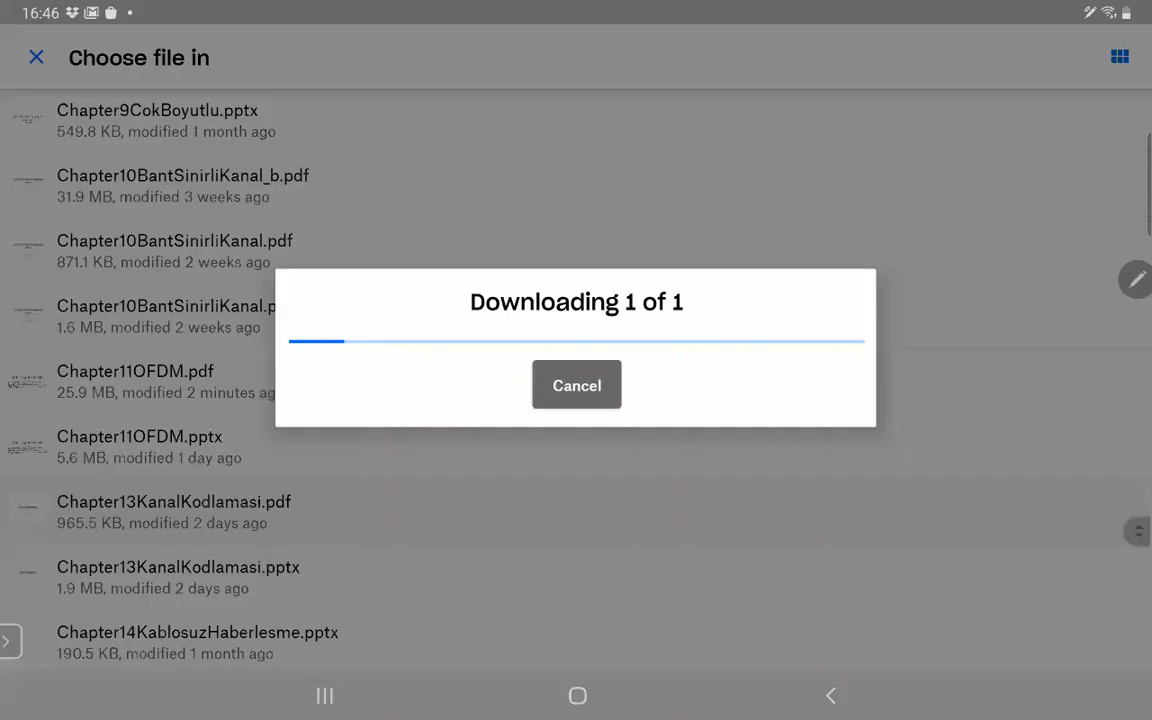 16:46
Choose file in
Chapter9CokBoyutlu.pptx
549.8 KB, modified 1 month ago
Chapter10BantSinirliKanal_b.pdf
31.9 MB, modified 3 weeks ago
Chapter10BantSinirliKanal.pdf
871.1 KB, modified 2 weeks ago
Chapter10BantSinirliKanal.p
1.6 MB, modified 2 weeks ago
Downloading 1 of 1
Cancel
Chapter11OFDM.pdf
25.9 MB, modified 2 minutes ag
Chapter11OFDM.pptx
5.6 MB, modified 1 day ago
Chapter13KanalKodlamasi.pdf
965.5 KB, modified 2 days ago
Chapter13KanalKodlamasi.pptx
1.9 MB, modified 2 days ago
Chapter14KablosuzHaberlesme.pptx
190.5 KB, modified 1 month ago